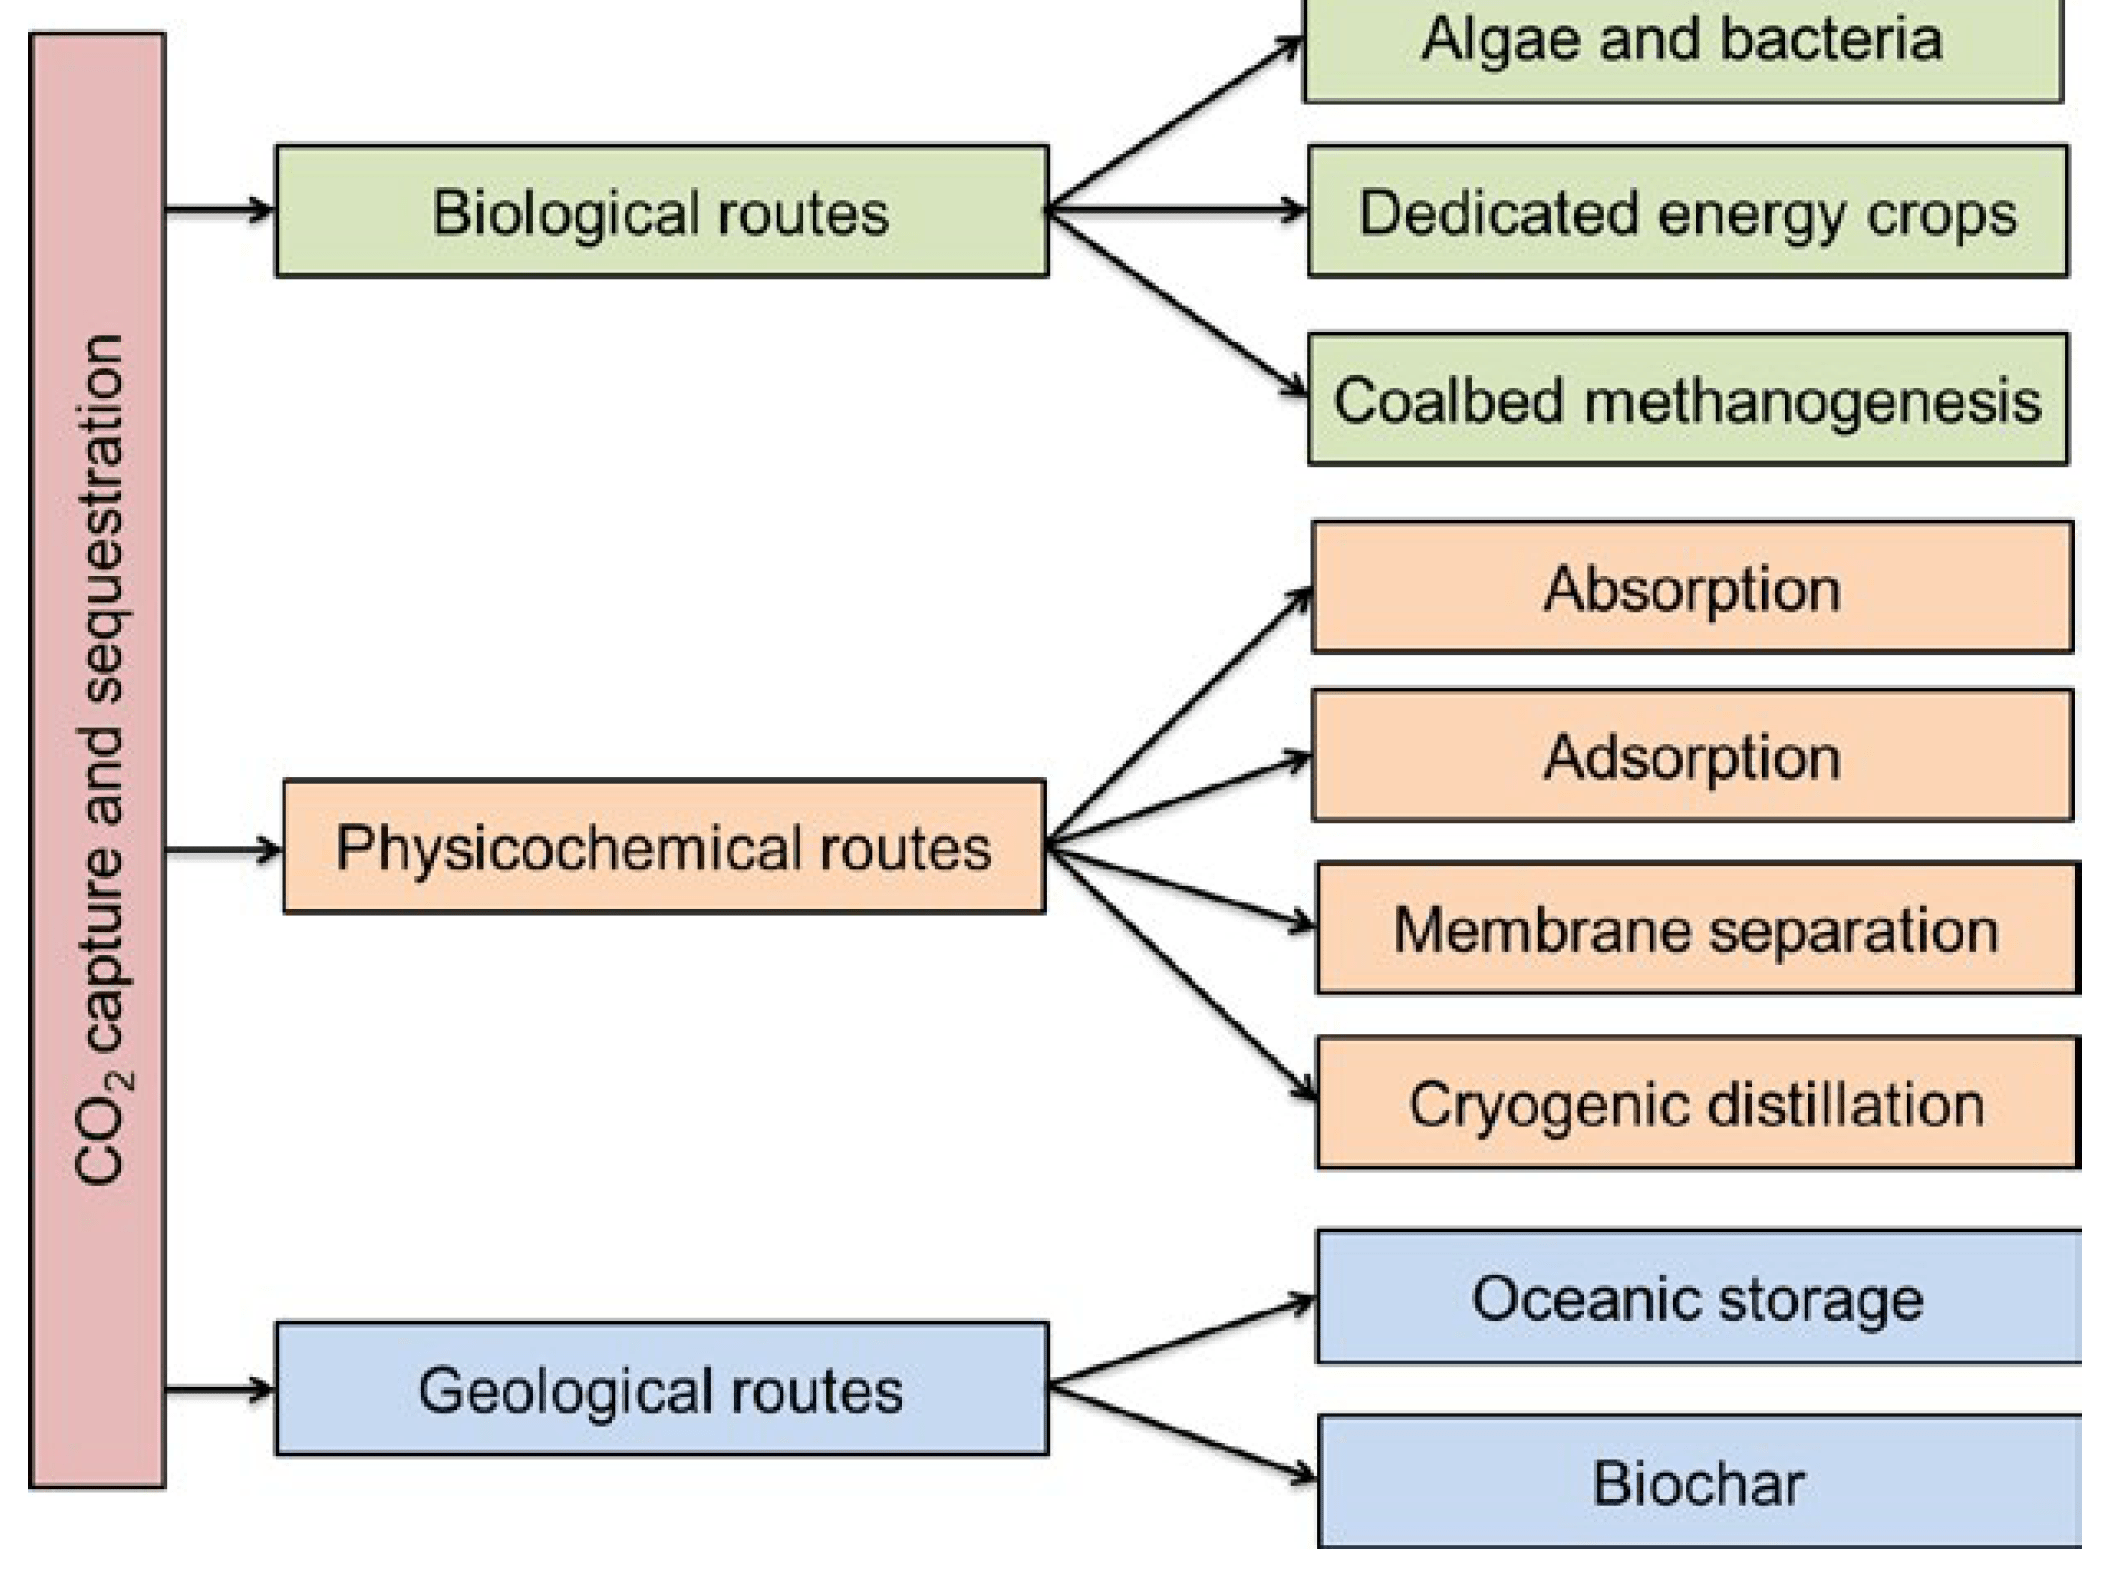 CO₂ capture and sequestration
Biological routes
Algae and bacteria
Dedicated energy crops
Coalbed methanogenesis
Physicochemical routes
Absorption
Adsorption
Membrane separation
Cryogenic distillation
Geological routes
Oceanic storage
Biochar